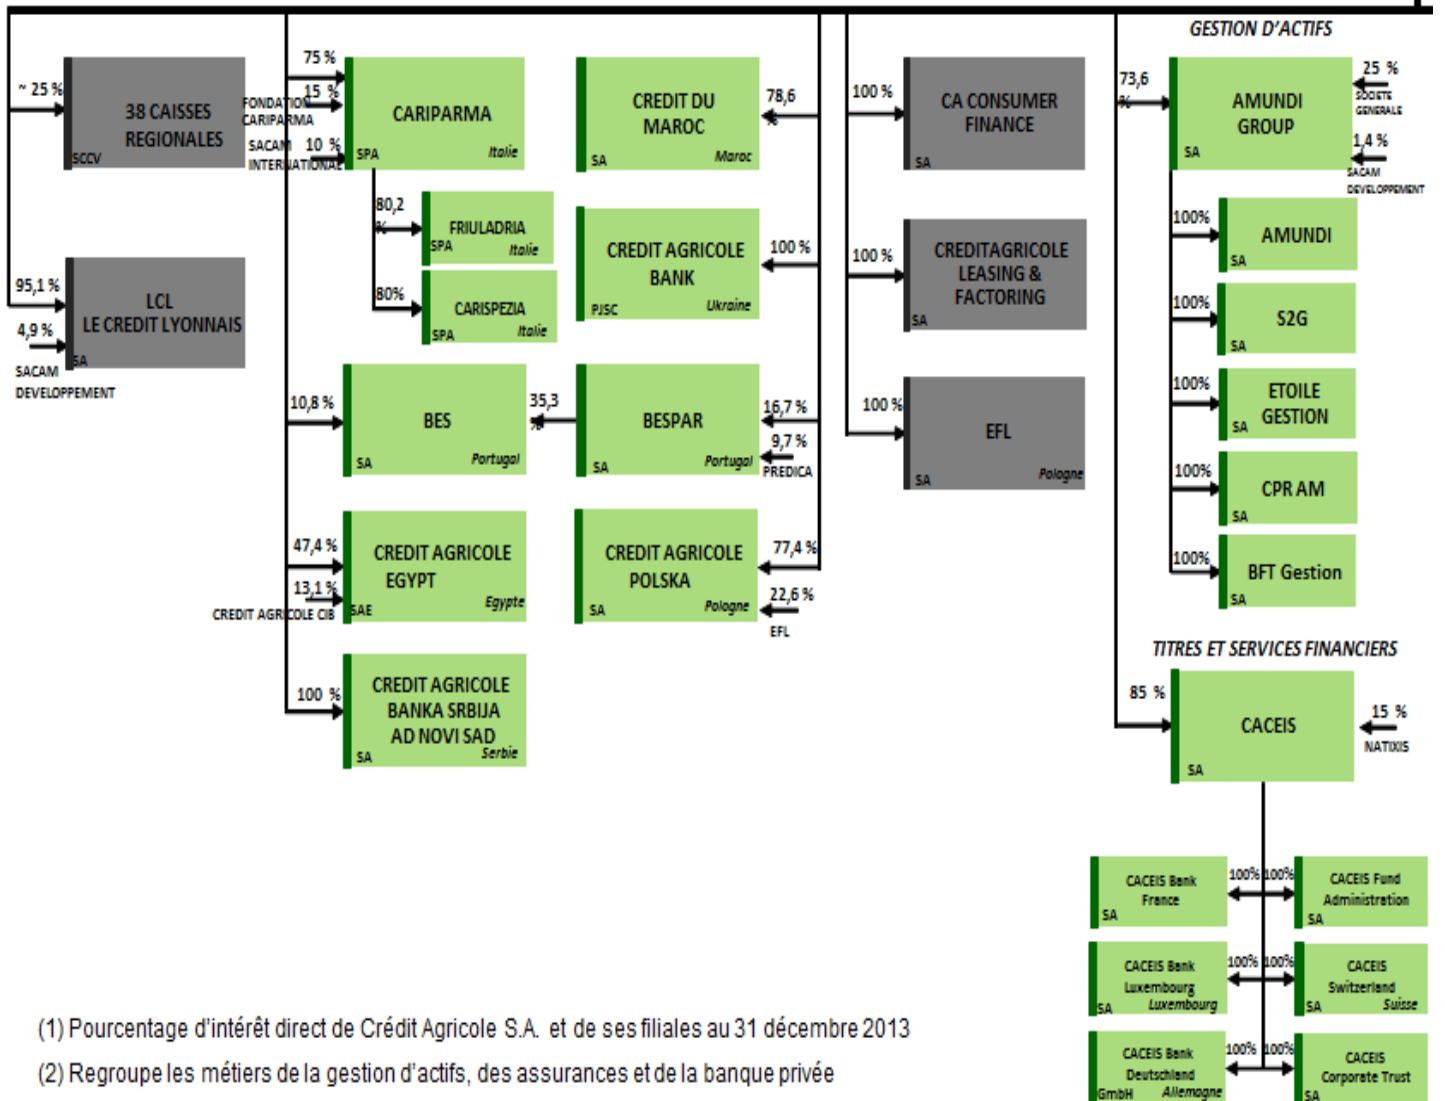 ~ 25 %
38 CAISSES
REGIONALES
SCCV
95,1 %
LCL
LE CREDIT LYONNAIS
4,9 %
SA
SACAM
DEVELOPPEMENT
75 %
15 %
FONDATION
CARIPARMA
SACAM
10 %
INTERNATIONAL
CARIPARMA
SPA
Italie
80,2
%
FRIULADRIA
SPA
Italie
80%
CARISPEZIA
SPA
Italie
10,8 %
BES
SA
Portugal
35,3
%
47,4 %
CREDIT AGRICOLE
EGYPT
13,1 %
CREDIT AGRICOLE CIB
SAE
Egypte
100 %
CREDIT AGRICOLE
BANKA SRBIJA
AD NOVI SAD
SA
Serbie
CREDIT DU
MAROC
SA
Maroc
78,6
%
CREDIT AGRICOLE
BANK
PJSC
Ukraine
100 %
BESPAR
SA
Portugal
16,7 %
9,7 %
PREDICA
CREDIT AGRICOLE
POLSKA
SA
Pologne
77,4 %
22,6 %
EFL
100 %
CA CONSUMER
FINANCE
SA
100 %
CREDITAGRICOLE
LEASING &
FACTORING
SA
100 %
EFL
SA
Pologne
GESTION D'ACTIFS
73,6
%
AMUNDI
GROUP
SA
25 %
SOCIETE
GENERALE
1,4 %
SACAM
DEVELOPPEMENT
100%
AMUNDI
SA
100%
S2G
SA
100%
ETOILE
GESTION
SA
100%
CPR AM
SA
100%
BFT Gestion
SA
TITRES ET SERVICES FINANCIERS
85 %
CACEIS
SA
15 %
NATIXIS
CACEIS Bank
France
SA
100%
100%
CACEIS Fund
Administration
SA
CACEIS Bank
Luxembourg
SA
Luxembourg
100%
100%
CACEIS
Switzerland
SA
Suisse
CACEIS Bank
Deutschland
GmbH
Allemagne
100%
100%
CACEIS
Corporate Trust
SA
(1) Pourcentage d'intérêt direct de Crédit Agricole S.A. et de ses filiales au 31 décembre 2013
(2) Regroupe les métiers de la gestion d'actifs, des assurances et de la banque privée